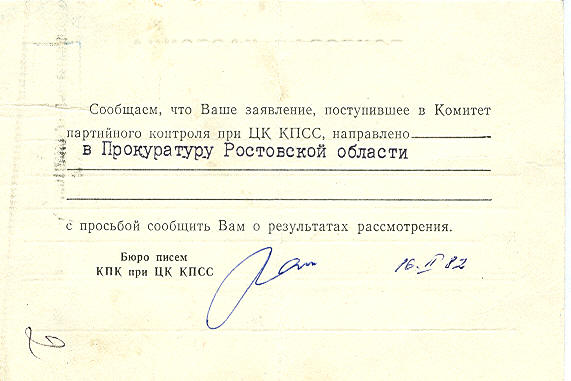 Сообщаем, что Ваше заявление, поступившее в Комитет
партийного контроля при ЦК КПСС, направлено
в Прокуратуру Ростовской области
с просьбой сообщить Вам о результатах рассмотрения.
Бюро писем
КПК при ЦК КПСС
16.II 82